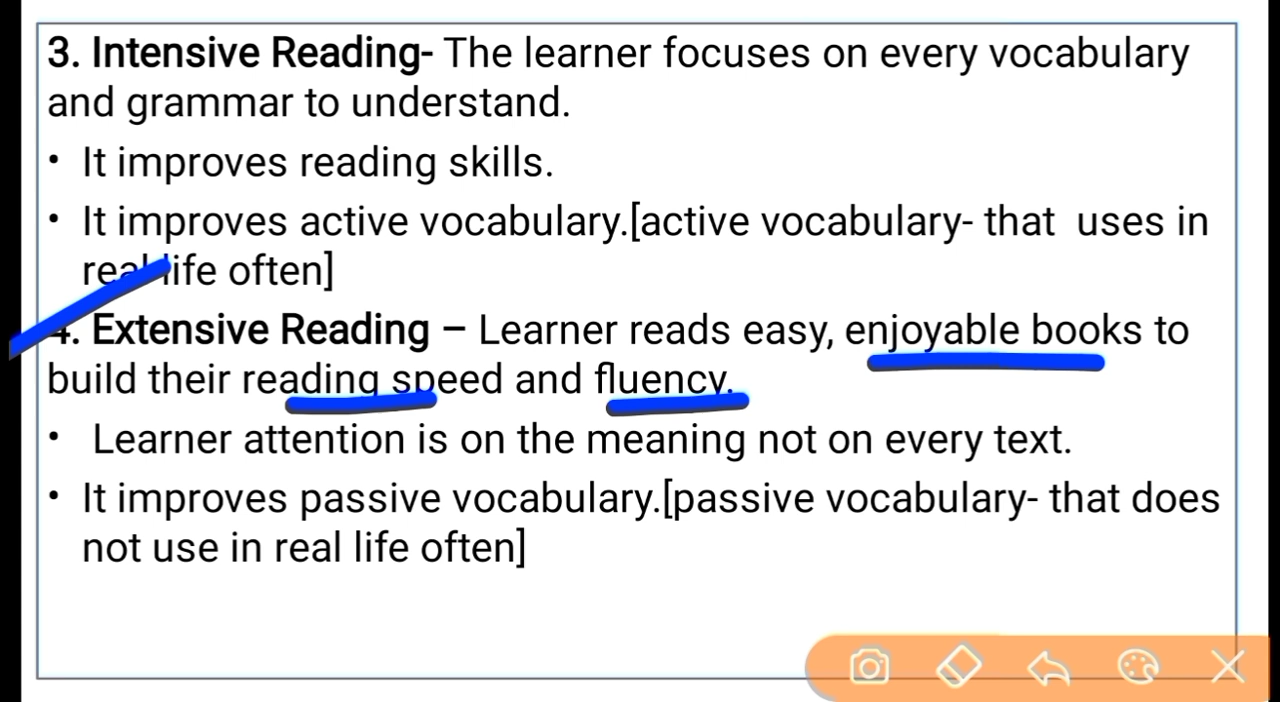 3. Intensive Reading- The learner focuses on every vocabulary
and grammar to understand.
• It improves reading skills.
• It improves active vocabulary.[active vocabulary- that uses in
real life often]
4. Extensive Reading – Learner reads easy, enjoyable books to
build their reading speed and fluency.
• Learner attention is on the meaning not on every text.
• It improves passive vocabulary.[passive vocabulary- that does
not use in real life often]